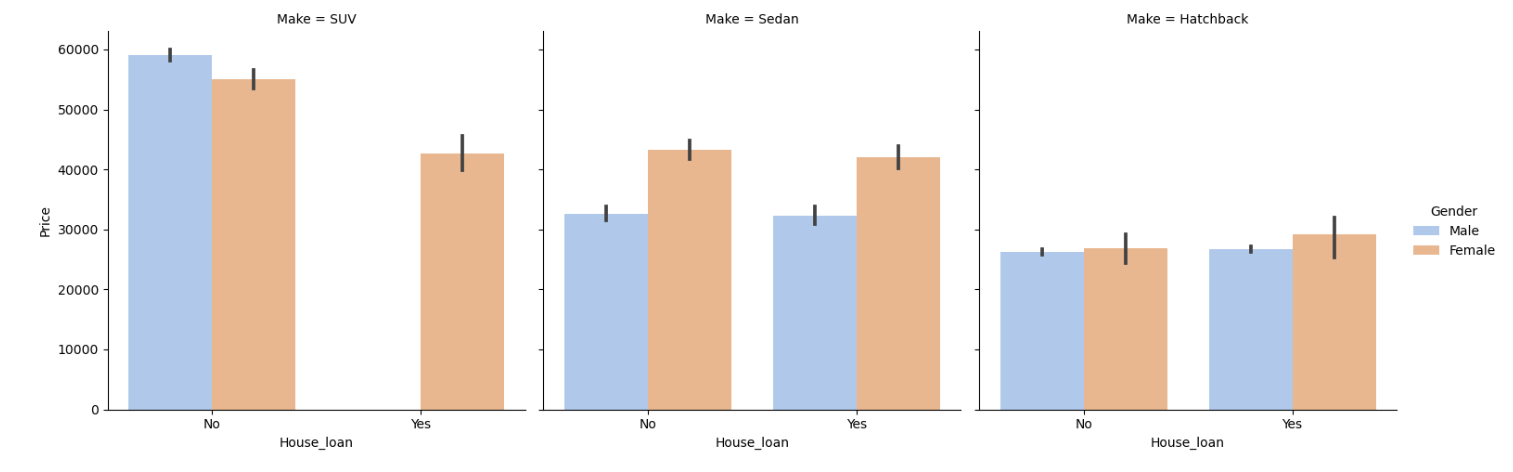 Make = SUV
Make = Sedan
Make = Hatchback
60000
50000
40000
30000
20000
10000
0
Price
No
Yes
No
Yes
No
Yes
House_loan
House_loan
House_loan
Gender
Male
Female